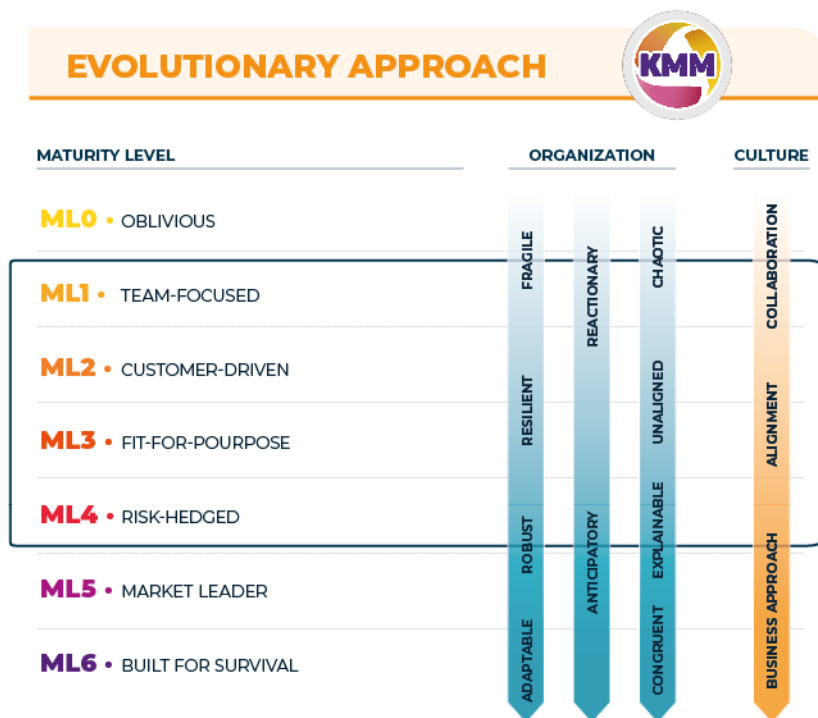 EVOLUTIONARY APPROACH
KMM
MATURITY LEVEL
ORGANIZATION
CULTURE
ML0 • OBLIVIOUS
ML1 • TEAM-FOCUSED
ML2 • CUSTOMER-DRIVEN
ML3 • FIT-FOR-POURPOSE
ML4 • RISK-HEDGED
ML5 • MARKET LEADER
ML6 • BUILT FOR SURVIVAL
FRAGILE
RESILIENT
ROBUST
ADAPTABLE
REACTIONARY
ANTICIPATORY
CHAOTIC
UNALIGNED
EXPLAINABLE
CONGRUENT
COLLABORATION
ALIGNMENT
BUSINESS APPROACH